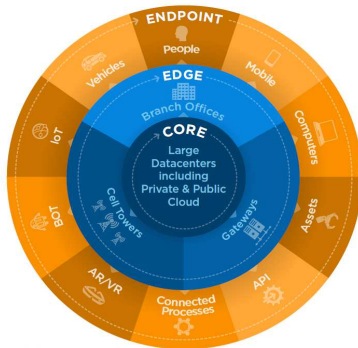 ENDPOINT
People
Mobile
Computers
Assets
API
Connected
Processes
AR/VR
BOT
IoT
Vehicles
EDGE
Branch Offices
Gateways
Cell Towers
CORE
Large
Datacenters
including
Private & Public
Cloud